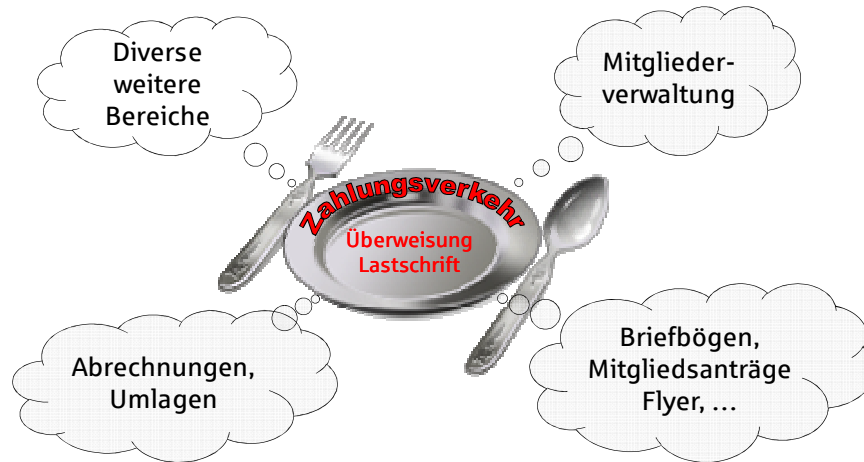 Diverse
weitere
Bereiche
Mitglieder-
verwaltung
Zahlungsverkehr
Überweisung
Lastschrift
Abrechnungen,
Umlagen
Briefbögen,
Mitgliedsanträge
Flyer, …